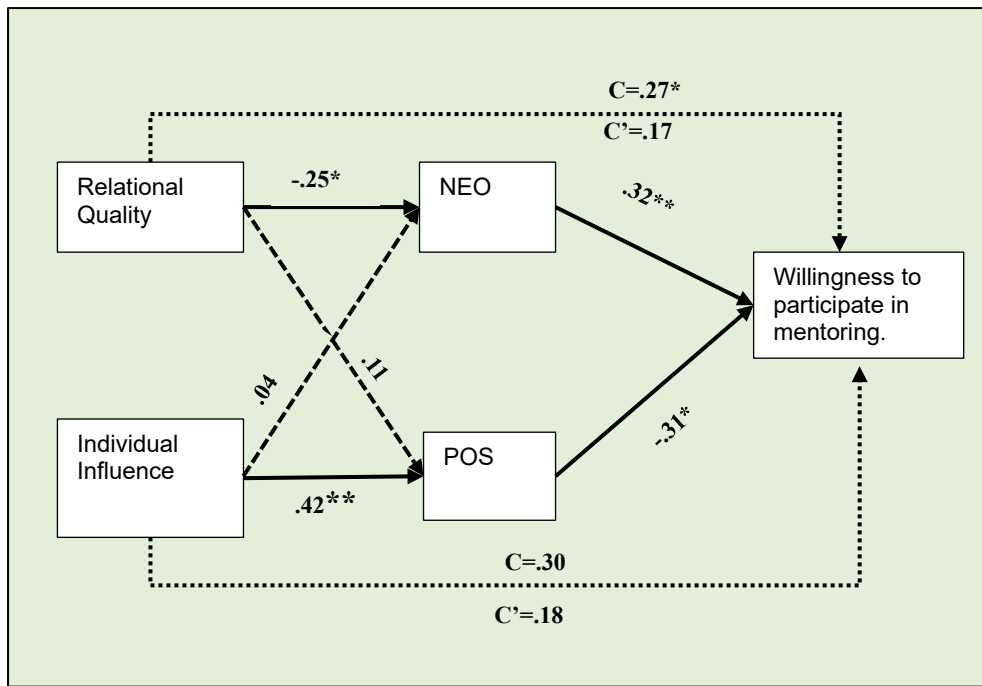 C=.27*
C’=.17
Relational
Quality
-.25*
NEO
.32**
Willingness to
participate in
mentoring.
.04
.11
Individual
Influence
.42**
POS
-.31*
C=.30
C’=.18